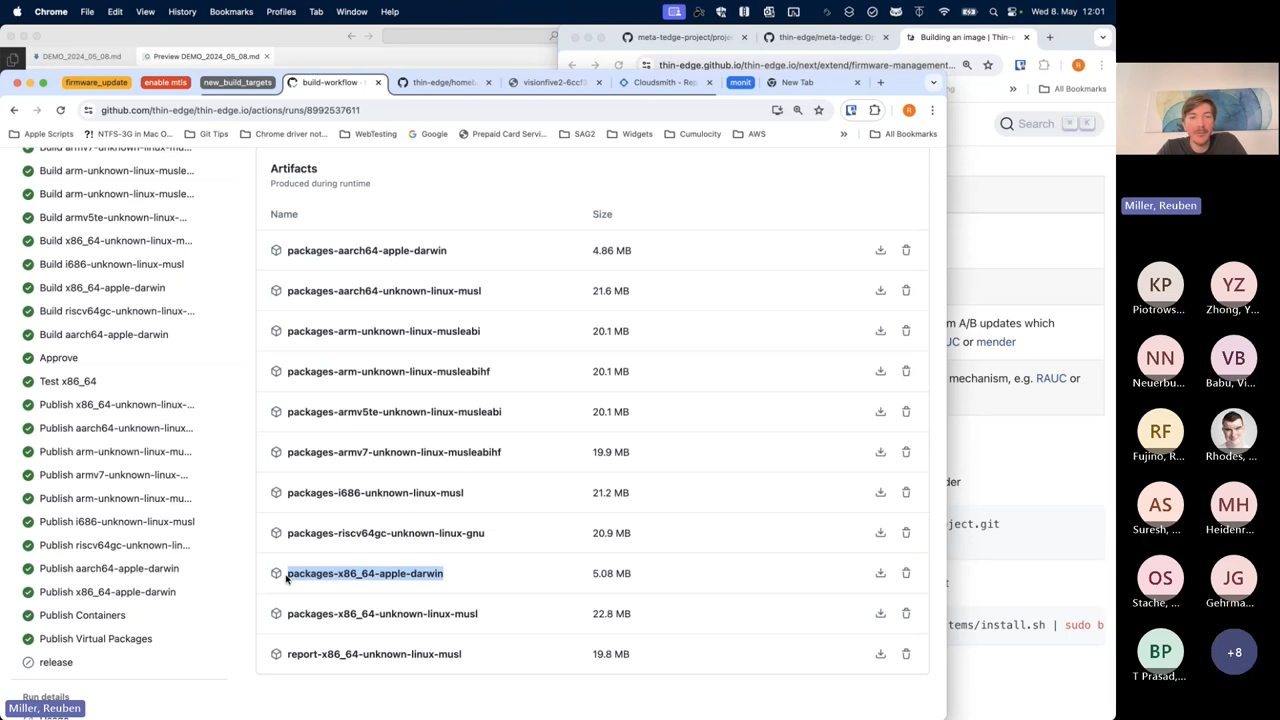 Chrome File Edit View History Bookmarks Profiles Tab Window Help Wed 8. May 12:01
DEMO_2024_05_08.md
Preview DEMO_2024_05_08.md
meta-tedge-project/proje
thin-edge/meta-tedge: O
Building an image | Thin-e
thin-edge.io/next/extend/firmware-management...
firmware_update
enable mtls
new_build_targets
build-workflow ·
thin-edge/home
visionfive2-6ccf
Cloudsmith - Rep
monit
New Tab
github.com/thin-edge/thin-edge.io/actions/runs/8992537611
Apple Scripts
NTFS-3G in Mac O...
Git Tips
Chrome driver not...
WebTesting
Google
Prepaid Card Servi...
SAG2
Widgets
Cumulocity
AWS
All Bookmarks
All Bookmarks
Search
Build armv7-unknown-linux-musle...
Build arm-unknown-linux-musle...
Build arm-unknown-linux-musle...
Build armv5te-unknown-linux-...
Build x86_64-unknown-linux-m...
Build i686-unknown-linux-musl
Build x86_64-apple-darwin
Build riscv64gc-unknown-linux-...
Build aarch64-apple-darwin
Approve
Test x86_64
Publish x86_64-unknown-linux-...
Publish aarch64-unknown-linux...
Publish arm-unknown-linux-mu...
Publish armv7-unknown-linux-...
Publish arm-unknown-linux-mu...
Publish i686-unknown-linux-musl
Publish riscv64gc-unknown-lin...
Publish aarch64-apple-darwin
Publish x86_64-apple-darwin
Publish Containers
Publish Virtual Packages
release
Run details
Artifacts
Produced during runtime
Name Size
packages-aarch64-apple-darwin 4.86 MB
packages-aarch64-unknown-linux-musl 21.6 MB
packages-arm-unknown-linux-musleabi 20.1 MB
packages-arm-unknown-linux-musleabihf 20.1 MB
packages-armv5te-unknown-linux-musleabi 20.1 MB
packages-armv7-unknown-linux-musleabihf 19.9 MB
packages-i686-unknown-linux-musl 21.2 MB
packages-riscv64gc-unknown-linux-gnu 20.9 MB
packages-x86_64-apple-darwin 5.08 MB
packages-x86_64-unknown-linux-musl 22.8 MB
report-x86_64-unknown-linux-musl 19.8 MB
m A/B updates which
UC or mender
mechanism, e.g. RAUC or
der
ject.git
t
tems/install.sh | sudo b
Miller, Reuben
KP
Piotrows...
YZ
Zhong, Y...
NN
Neuerbu...
VB
Babu, Vi...
RF
Fujino, R...
Rhodes, ...
AS
Suresh, ...
MH
Heidenr...
OS
Stache, ...
JG
Gehrma...
BP
T Prasad,...
+8
Miller, Reuben